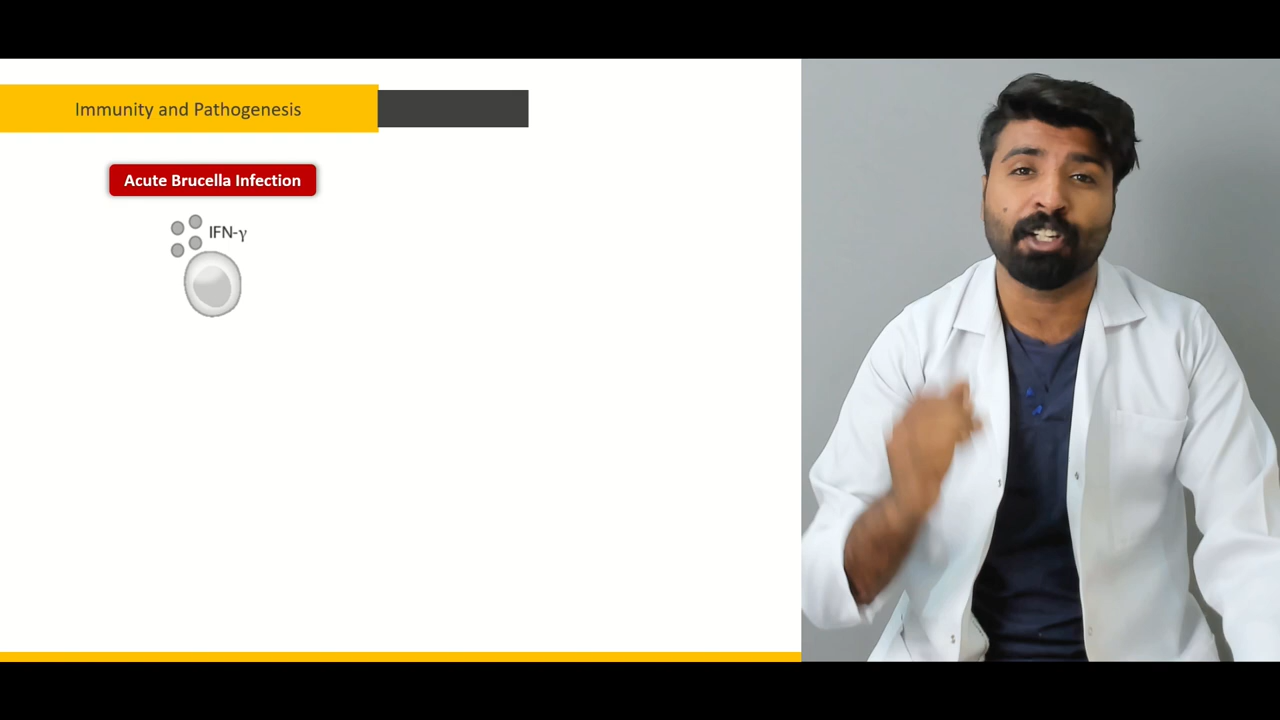 Immunity and Pathogenesis
Acute Brucella Infection
IFN-γ